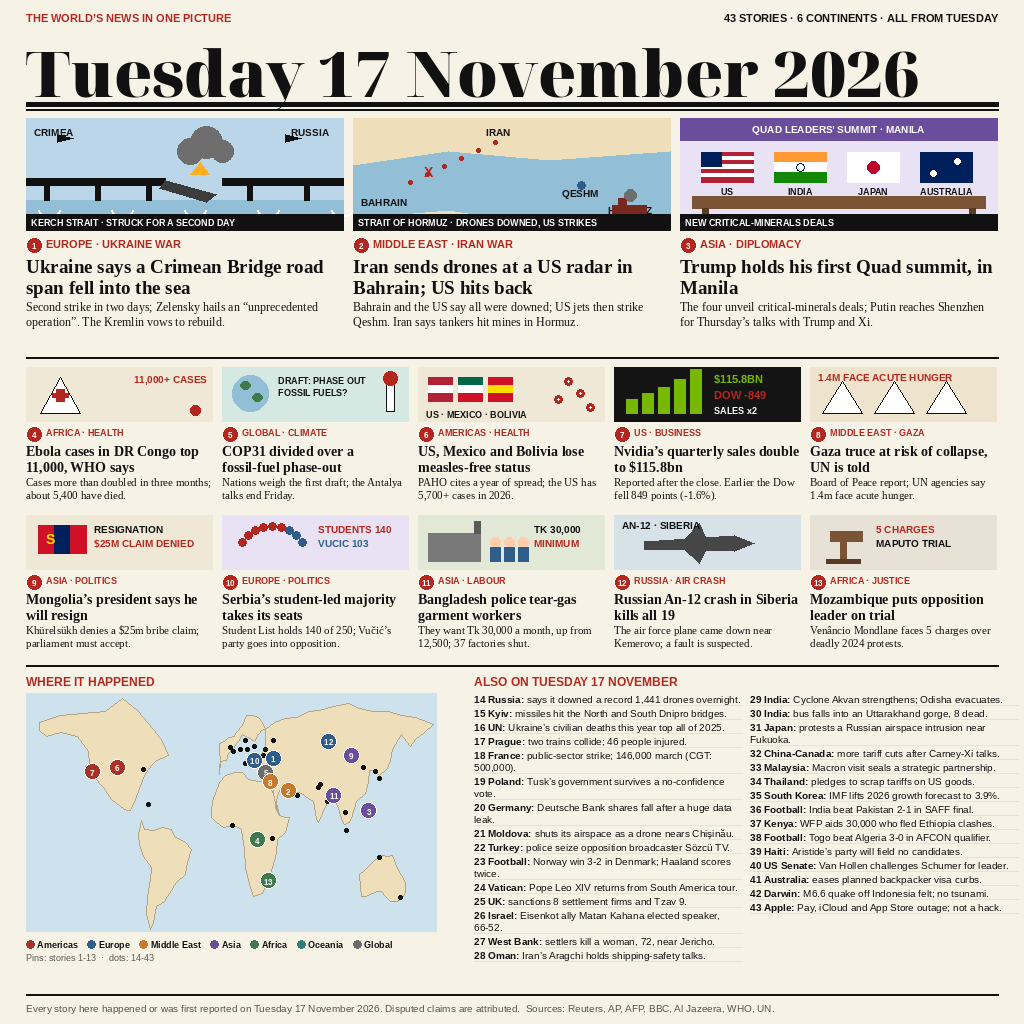 THE WORLD'S NEWS IN ONE PICTURE
43 STORIES · 6 CONTINENTS · ALL FROM TUESDAY
Tuesday 17 November 2026
CRIMEA
RUSSIA
KERCH STRAIT · STRUCK FOR A SECOND DAY
IRAN
X
QESHM
BAHRAIN
STRAIT OF HORMUZ · DRONES DOWNED, US STRIKES
QUAD LEADERS' SUMMIT · MANILA
US
INDIA
JAPAN
AUSTRALIA
NEW CRITICAL-MINERALS DEALS
1 EUROPE · UKRAINE WAR
Ukraine says a Crimean Bridge road
span fell into the sea
Second strike in two days; Zelensky hails an “unprecedented
operation”. The Kremlin vows to rebuild.
2 MIDDLE EAST · IRAN WAR
Iran sends drones at a US radar in
Bahrain; US hits back
Bahrain and the US say all were downed; US jets then strike
Qeshm. Iran says tankers hit mines in Hormuz.
3 ASIA · DIPLOMACY
Trump holds his first Quad summit, in
Manila
The four unveil critical-minerals deals; Putin reaches Shenzhen
for Thursday’s talks with Trump and Xi.
11,000+ CASES
4 AFRICA · HEALTH
Ebola cases in DR Congo top
11,000, WHO says
Cases more than doubled in three months;
about 5,400 have died.
DRAFT: PHASE OUT
FOSSIL FUELS?
5 GLOBAL · CLIMATE
COP31 divided over a
fossil-fuel phase-out
Nations weigh the first draft; the Antalya
talks end Friday.
US · MEXICO · BOLIVIA
6 AMERICAS · HEALTH
US, Mexico and Bolivia lose
measles-free status
PAHO cites a year of spread; the US has
5,700+ cases in 2026.
$115.8BN
DOW -849
SALES x2
7 US · BUSINESS
Nvidia’s quarterly sales double
to $115.8bn
Reported after the close. Earlier the Dow
fell 849 points (-1.6%).
1.4M FACE ACUTE HUNGER
8 MIDDLE EAST · GAZA
Gaza truce at risk of collapse,
UN is told
Board of Peace report; UN agencies say
1.4m face acute hunger.
S
RESIGNATION
$25M CLAIM DENIED
9 ASIA · POLITICS
Mongolia’s president says he
will resign
Khürelsükh denies a $25m bribe claim;
parliament must accept.
STUDENTS 140
VUCIC 103
10 EUROPE · POLITICS
Serbia’s student-led majority
takes its seats
Student List holds 140 of 250; Vučić’s
party goes into opposition.
TK 30,000
MINIMUM
11 ASIA · LABOUR
Bangladesh police tear-gas
garment workers
They want Tk 30,000 a month, up from
12,500; 37 factories shut.
AN-12 · SIBERIA
12 RUSSIA · AIR CRASH
Russian An-12 crash in Siberia
kills all 19
The air force plane came down near
Kemerovo; a fault is suspected.
5 CHARGES
MAPUTO TRIAL
13 AFRICA · JUSTICE
Mozambique puts opposition
leader on trial
Venâncio Mondlane faces 5 charges over
deadly 2024 protests.
WHERE IT HAPPENED
7
6
12
10
1
9
8
2
11
3
4
13
Americas Europe Middle East Asia Africa Oceania Global
Pins: stories 1-13 · dots: 14-43
ALSO ON TUESDAY 17 NOVEMBER
14 Russia: says it downed a record 1,441 drones overnight.
15 Kyiv: missiles hit the North and South Dnipro bridges.
16 UN: Ukraine's civilian deaths this year top all of 2025.
17 Prague: two trains collide; 46 people injured.
18 France: public-sector strike; 146,000 march (CGT:
500,000).
19 Poland: Tusk's government survives a no-confidence
vote.
20 Germany: Deutsche Bank shares fall after a huge data
leak.
21 Moldova: shuts its airspace as a drone nears Chișinău.
22 Turkey: police seize opposition broadcaster Sözcü TV.
23 Football: Norway win 3-2 in Denmark; Haaland scores
twice.
24 Vatican: Pope Leo XIV returns from South America tour.
25 UK: sanctions 8 settlement firms and Tzav 9.
26 Israel: Eisenkot ally Matan Kahana elected speaker,
66-52.
27 West Bank: settlers kill a woman, 72, near Jericho.
28 Oman: Iran's Aragchi holds shipping-safety talks.
29 India: Cyclone Akvan strengthens; Odisha evacuates.
30 India: bus falls into an Uttarakhand gorge, 8 dead.
31 Japan: protests a Russian airspace intrusion near
Fukuoka.
32 China-Canada: more tariff cuts after Carney-Xi talks.
33 Malaysia: Macron visit seals a strategic partnership.
34 Thailand: pledges to scrap tariffs on US goods.
35 South Korea: IMF lifts 2026 growth forecast to 3.9%.
36 Football: India beat Pakistan 2-1 in SAFF final.
37 Kenya: WFP aids 30,000 who fled Ethiopia clashes.
38 Football: Togo beat Algeria 3-0 in AFCON qualifier.
39 Haiti: Aristide's party will field no candidates.
40 US Senate: Van Hollen challenges Schumer for leader.
41 Australia: eases planned backpacker visa curbs.
42 Darwin: M6.6 quake off Indonesia felt; no tsunami.
43 Apple: Pay, iCloud and App Store outage; not a hack.
Every story here happened or was first reported on Tuesday 17 November 2026. Disputed claims are attributed. Sources: Reuters, AP, AFP, BBC, Al Jazeera, WHO, UN.